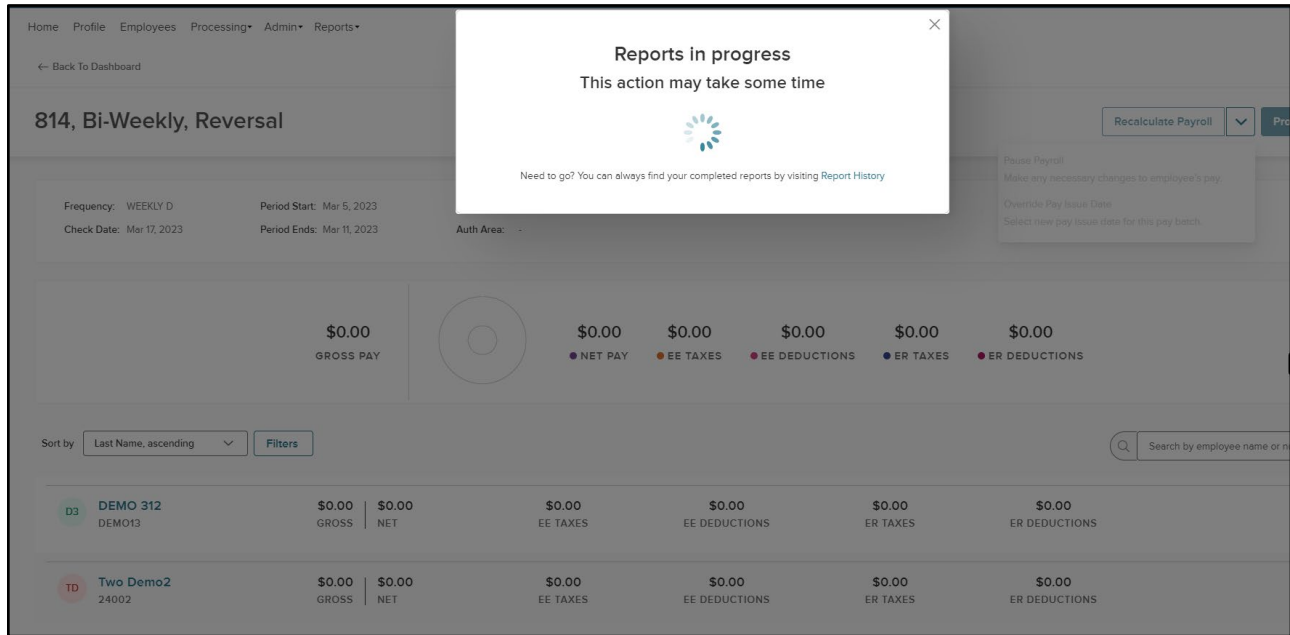 Home Profile Employees Processing Admin Reports
← Back To Dashboard
Reports in progress
This action may take some time
Need to go? You can always find your completed reports by visiting Report History
814, Bi-Weekly, Reversal
Recalculate Payroll
Pause Payroll
Make any necessary changes to employee's pay.
Override Pay Issue Date
Select new pay issue date for this pay batch.
Frequency: WEEKLY D Period Start: Mar 5, 2023
Check Date: Mar 17, 2023 Period Ends: Mar 11, 2023 Auth Area: -
$0.00 $0.00 $0.00 $0.00 $0.00 $0.00
GROSS PAY NET PAY EE TAXES EE DEDUCTIONS ER TAXES ER DEDUCTIONS
Sort by Last Name, ascending Filters Search by employee name or
D3 DEMO 312 $0.00 $0.00 $0.00 $0.00 $0.00 $0.00
DEMO13 GROSS NET EE TAXES EE DEDUCTIONS ER TAXES ER DEDUCTIONS
TD Two Demo2 $0.00 $0.00 $0.00 $0.00 $0.00 $0.00
24002 GROSS NET EE TAXES EE DEDUCTIONS ER TAXES ER DEDUCTIONS